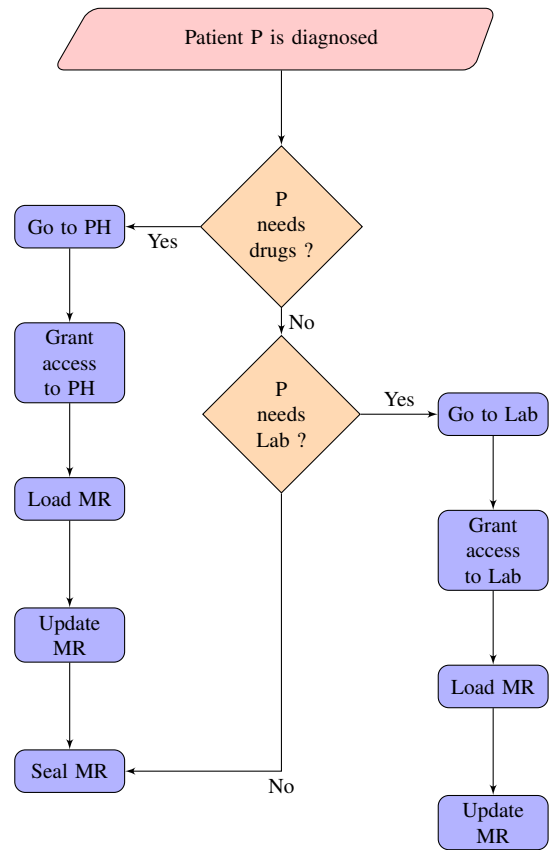 Patient P is diagnosed
P
needs
drugs ?
Go to PH
Yes
No
Grant
access
to PH
P
needs
Lab ?
Yes
Go to Lab
Load MR
Grant
access
to Lab
Update
MR
Load MR
Seal MR
No
Update
MR